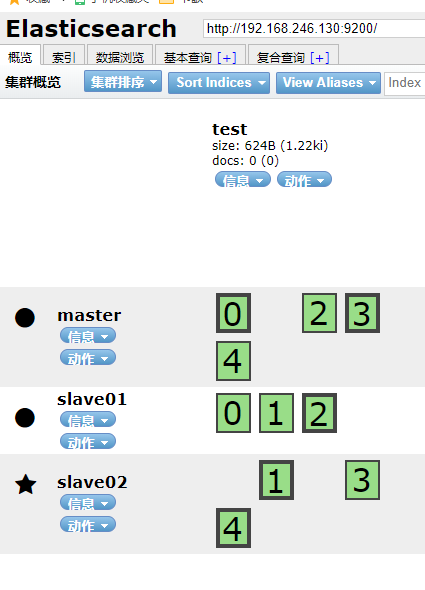 Elasticsearch
http://192.168.246.130:9200/
概览 索引 数据浏览 基本查询 [+] 复合查询 [+]
集群概览 集群排序 Sort Indices View Aliases Index
test
size: 624B (1.22ki)
docs: 0 (0)
信息 动作
master
信息
动作
0 2 3
4
slave01
信息
动作
0 1 2
slave02
信息
动作
1 3
4